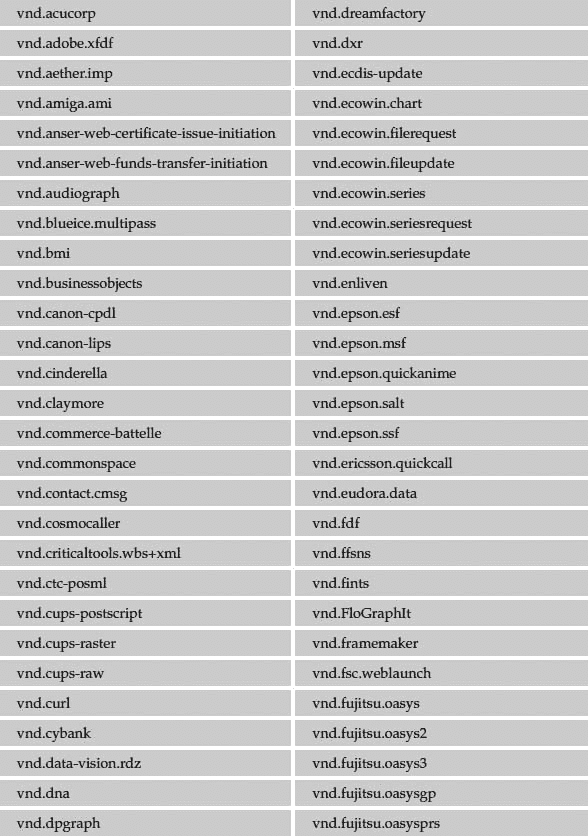 vnd.acucorp
vnd.adobe.xfdf
vnd.aether.imp
vnd.amiga.ami
vnd.anser-web-certificate-issue-initiation
vnd.anser-web-funds-transfer-initiation
vnd.audiograph
vnd.blueice.multipass
vnd.bmi
vnd.businessobjects
vnd.canon-cpdl
vnd.canon-lips
vnd.cinderella
vnd.claymore
vnd.commerce-battelle
vnd.commonspace
vnd.contact.cmsg
vnd.cosmocaller
vnd.criticaltools.wbs+xml
vnd.ctc-posml
vnd.cups-postscript
vnd.cups-raster
vnd.cups-raw
vnd.curl
vnd.cybank
vnd.data-vision.rdz
vnd.dna
vnd.dpgraph
vnd.dreamfactory
vnd.dxr
vnd.ecdis-update
vnd.ecowin.chart
vnd.ecowin.filerequest
vnd.ecowin.fileupdate
vnd.ecowin.series
vnd.ecowin.seriesrequest
vnd.ecowin.seriesupdate
vnd.enliven
vnd.epson.esf
vnd.epson.msf
vnd.epson.quickanime
vnd.epson.salt
vnd.epson.ssf
vnd.ericsson.quickcall
vnd.eudora.data
vnd.fdf
vnd.ffsns
vnd.fints
vnd.FloGraphIt
vnd.framemaker
vnd.fsc.weblaunch
vnd.fujitsu.oasys
vnd.fujitsu.oasys2
vnd.fujitsu.oasys3
vnd.fujitsu.oasysgp
vnd.fujitsu.oasysprs